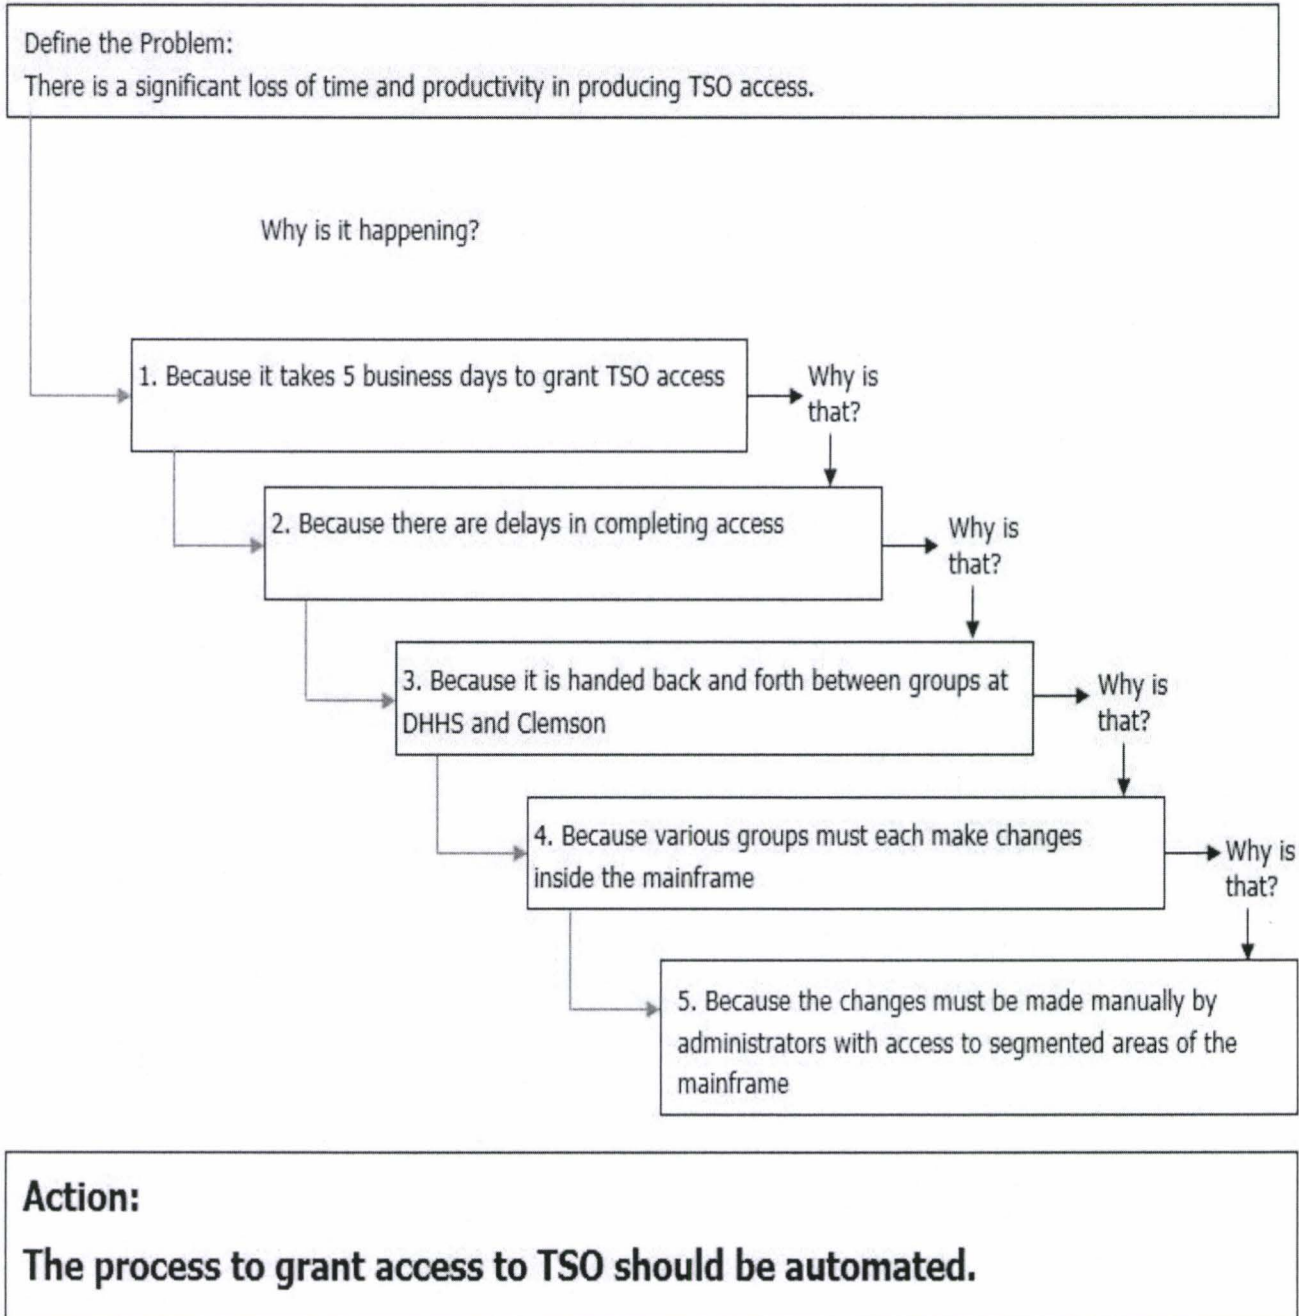 Define the Problem:
There is a significant loss of time and productivity in producing TSO access.
Why is it happening?
1. Because it takes 5 business days to grant TSO access
Why is
that?
2. Because there are delays in completing access
Why is
that?
3. Because it is handed back and forth between groups at
DHHS and Clemson
Why is
that?
4. Because various groups must each make changes
inside the mainframe
Why is
that?
5. Because the changes must be made manually by
administrators with access to segmented areas of the
mainframe
Action:
The process to grant access to TSO should be automated.